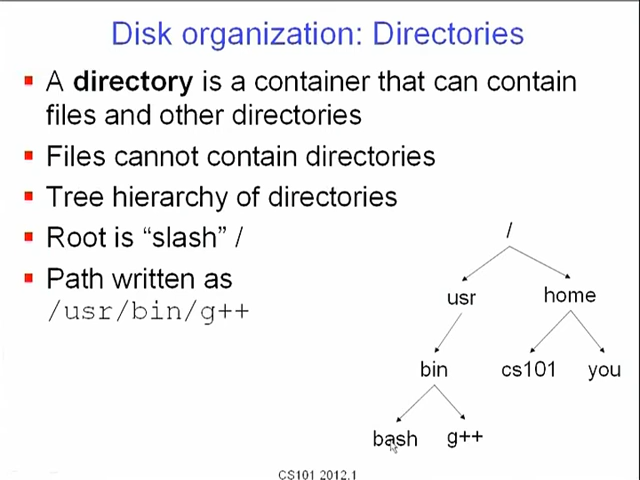 Disk organization: Directories
A directory is a container that can contain
files and other directories
Files cannot contain directories
Tree hierarchy of directories
Root is “slash” /
Path written as
/usr/bin/g++
/
usr home
bin cs101 you
bash g++
CS101 2012.1